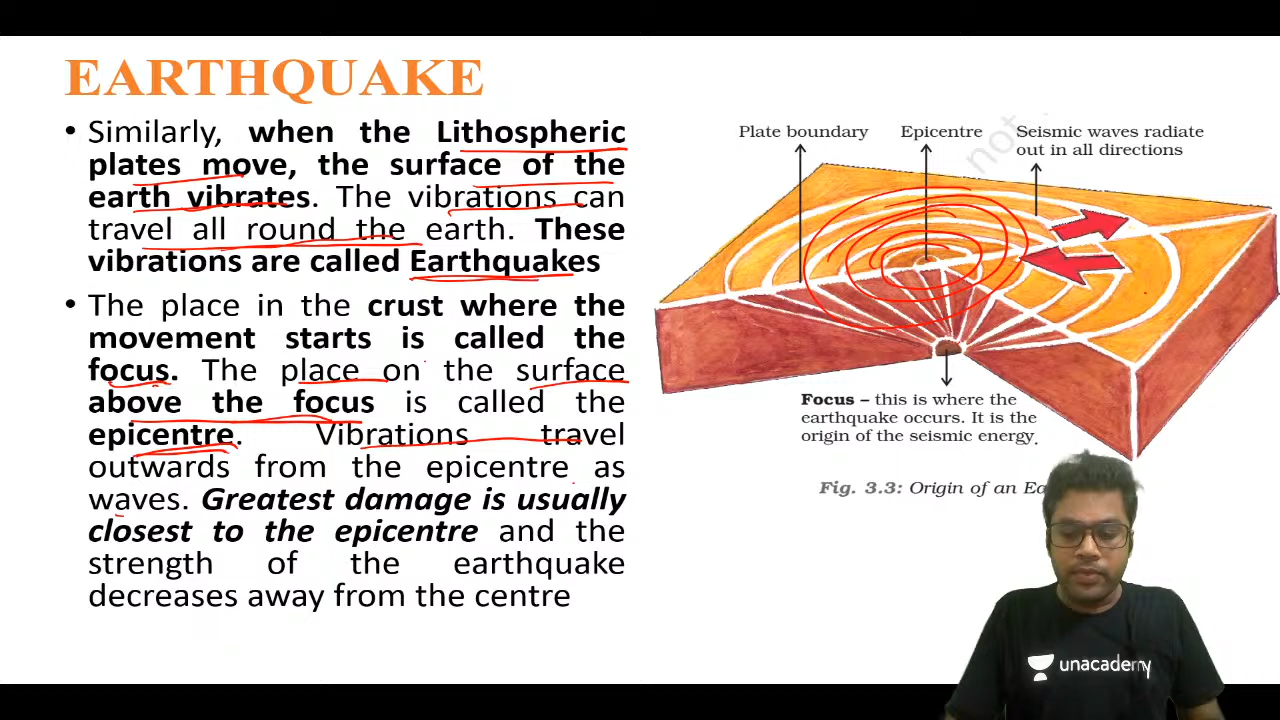 EARTHQUAKE
• Similarly, when the Lithospheric
plates move, the surface of the
earth vibrates. The vibrations can
travel all round the earth. These
vibrations are called Earthquakes
• The place in the crust where the
movement starts is called the
focus. The place on the surface
above the focus is called the
epicentre. Vibrations travel
outwards from the epicentre as
waves. Greatest damage is usually
closest to the epicentre and the
strength of the earthquake
decreases away from the centre
not
Plate boundary
Epicentre
Seismic waves radiate
out in all directions
Focus – this is where the
earthquake occurs. It is the
origin of the seismic energy.
Fig. 3.3: Origin of an
unacademy